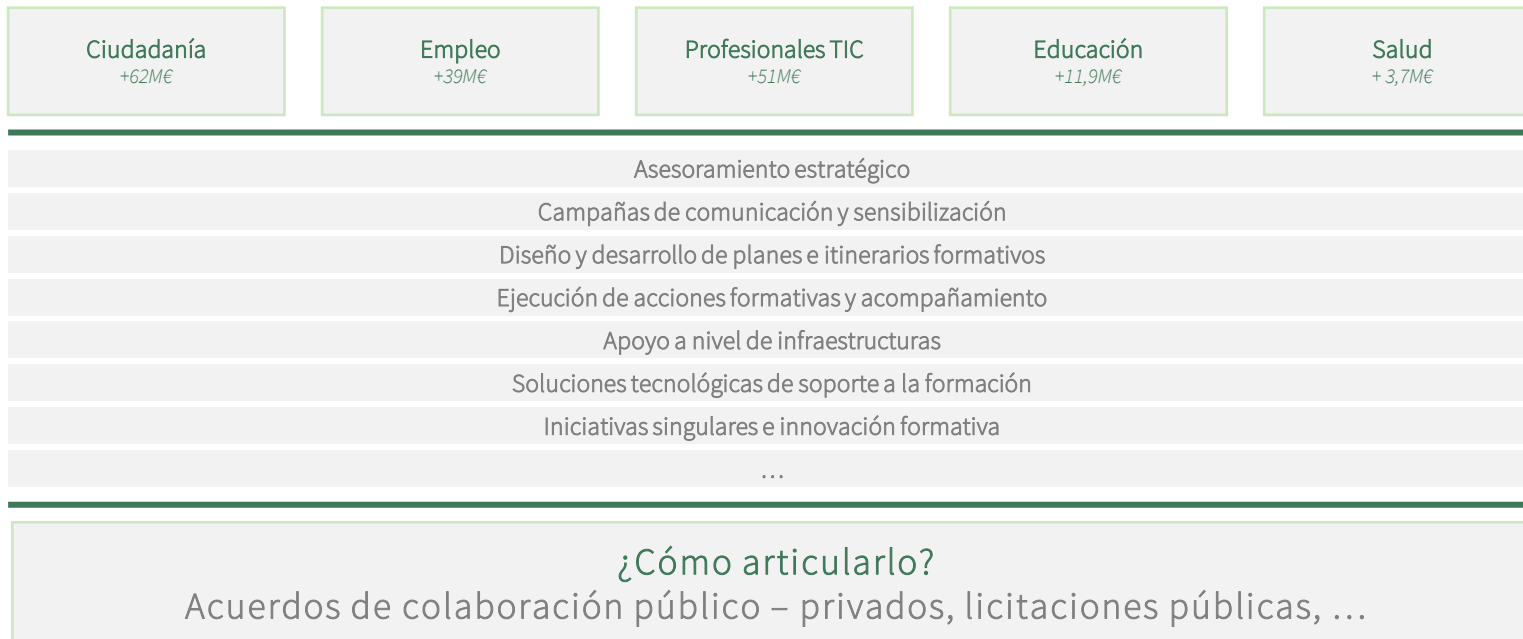 Ciudadanía
+62M€
Empleo
+39M€
Profesionales TIC
+51M€
Educación
+11,9M€
Salud
+ 3,7M€
Asesoramiento estratégico
Campañas de comunicación y sensibilización
Diseño y desarrollo de planes e itinerarios formativos
Ejecución de acciones formativas y acompañamiento
Apoyo a nivel de infraestructuras
Soluciones tecnológicas de soporte a la formación
Iniciativas singulares e innovación formativa
…
¿Cómo articularlo?
Acuerdos de colaboración público – privados, licitaciones públicas, …